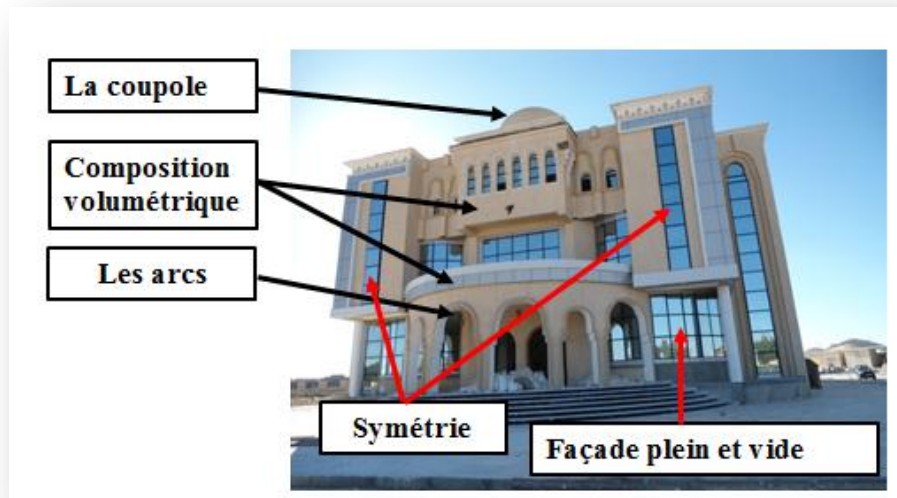 La coupole
Composition
volumétrique
Les arcs
Symétrie
Façade plein et vide